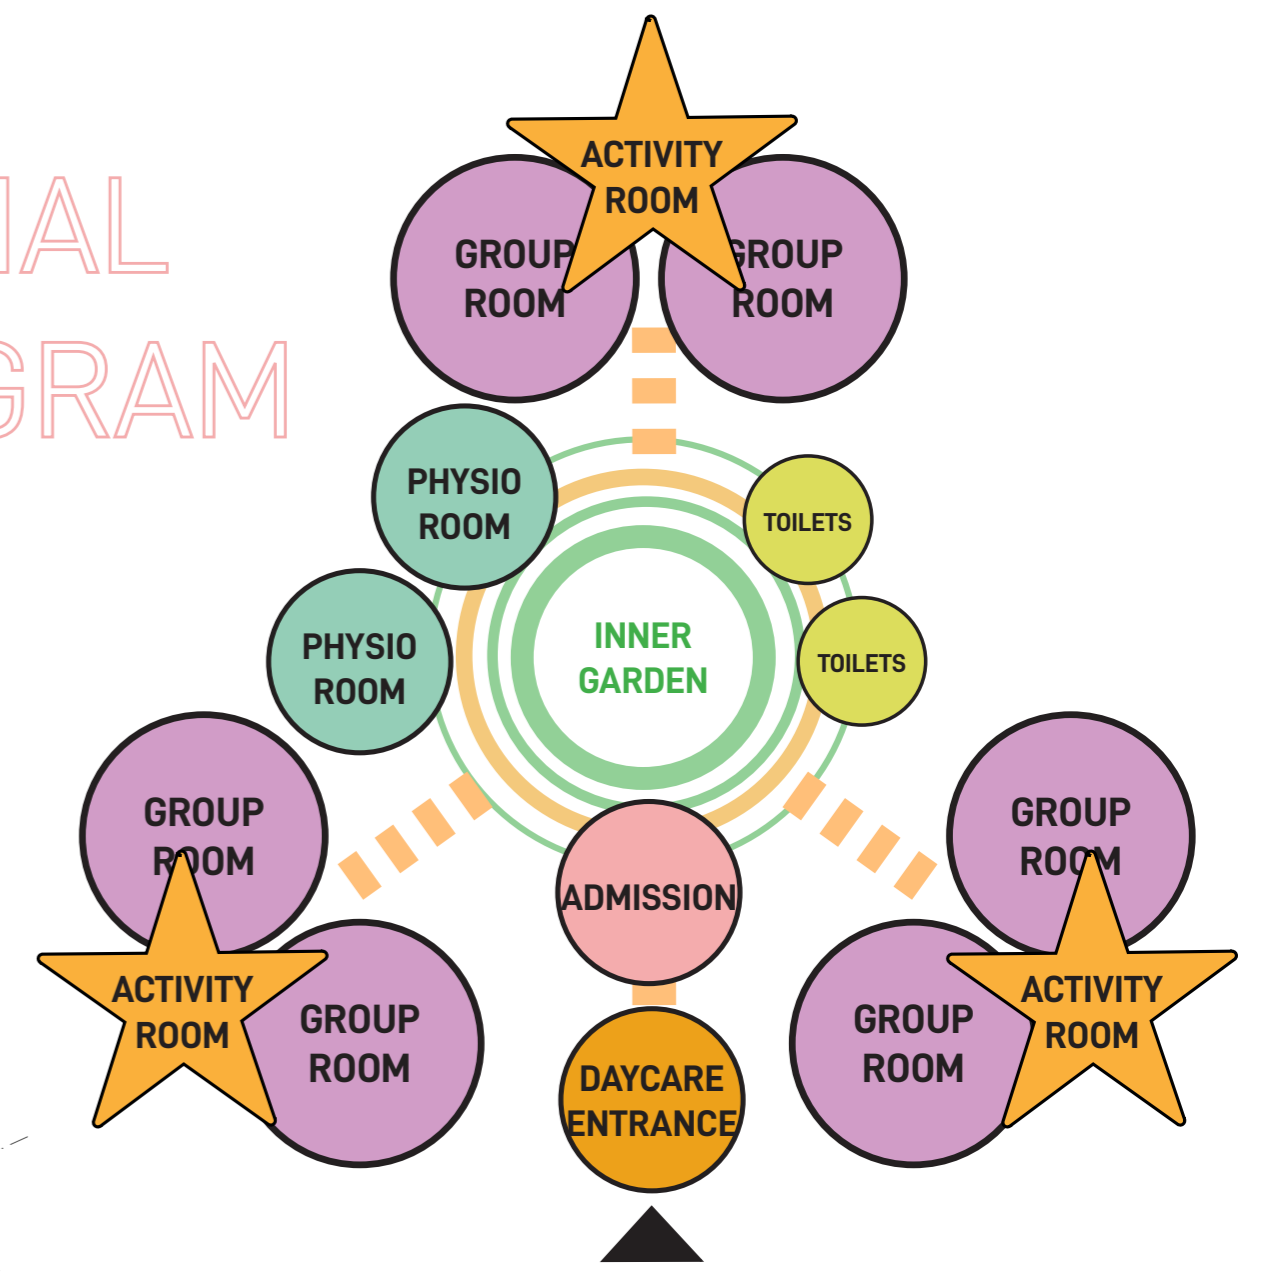 ACTIVITY
ROOM
GROUP
ROOM
GROUP
ROOM
IAL
GRAM
PHYSIO
ROOM
TOILETS
PHYSIO
ROOM
INNER
GARDEN
TOILETS
GROUP
ROOM
GROUP
ROOM
ADMISSION
ACTIVITY
ROOM
GROUP
ROOM
GROUP
ROOM
ACTIVITY
ROOM
DAYCARE
ENTRANCE